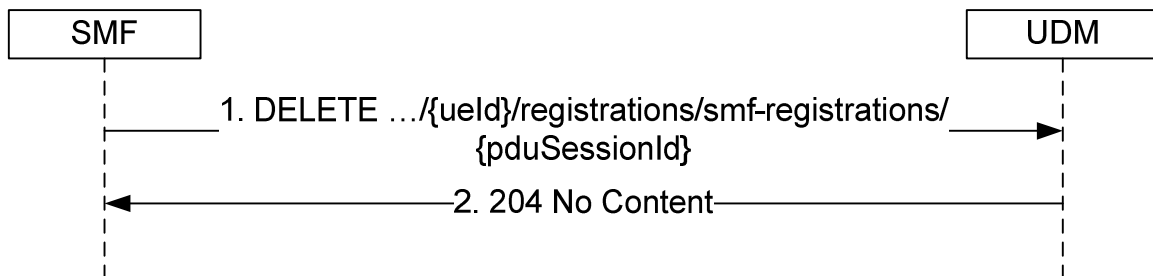 SMF
UDM
1. DELETE …/{ueId}/registrations/smf-registrations/
{pduSessionId}
2. 204 No Content